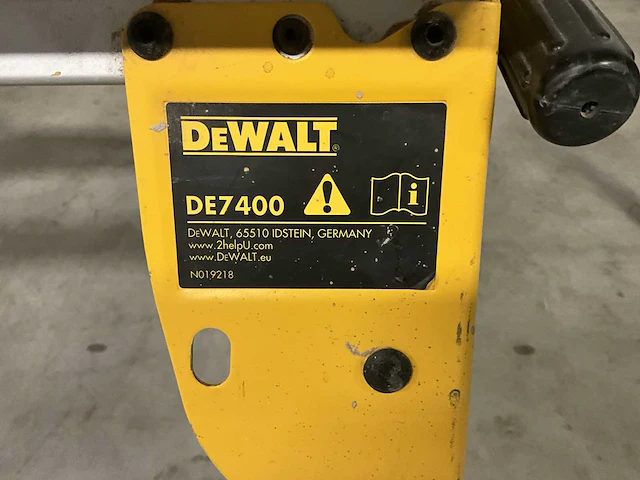 DEWALT®
DE7400
DEWALT, 65510 IDSTEIN, GERMANY
www.2helpU.com
www.DEWALT.eu
N019218